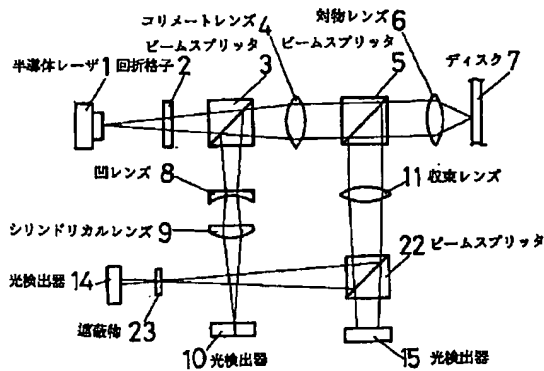 コリメートレンズ 4
対物レンズ 6
ビームスプリッタ 3
ビームスプリッタ 5
ディスク 7
半導体レーザ 1
回折格子 2
凹レンズ 8
11 収束レンズ
シリンドリカルレンズ 9
22 ビームスプリッタ
光検出器 14
遮蔽物 23
10 光検出器
15 光検出器